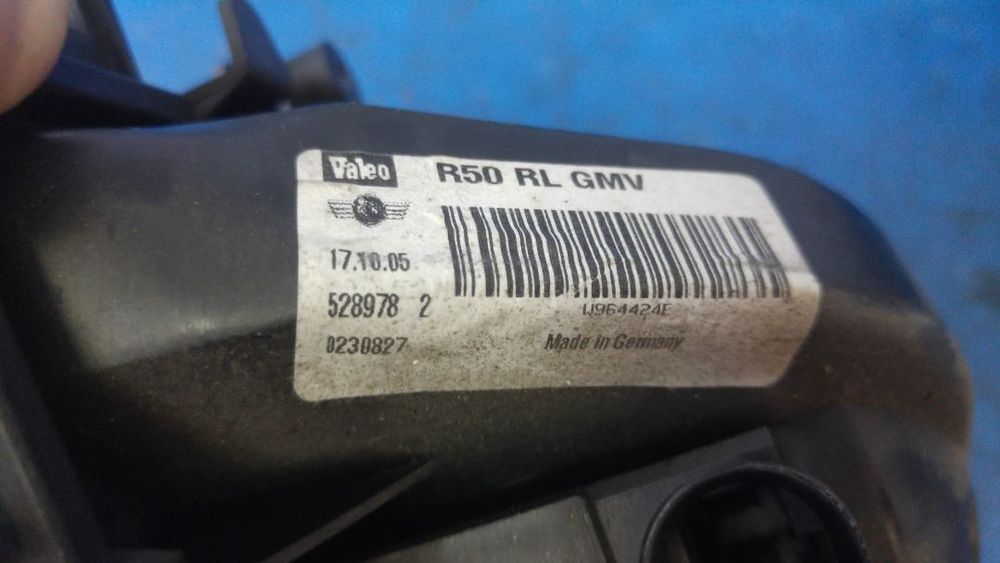 Valeo
R50 RL GMV
17.10.05
528978 2
0230827
W964424E
Made in Germany